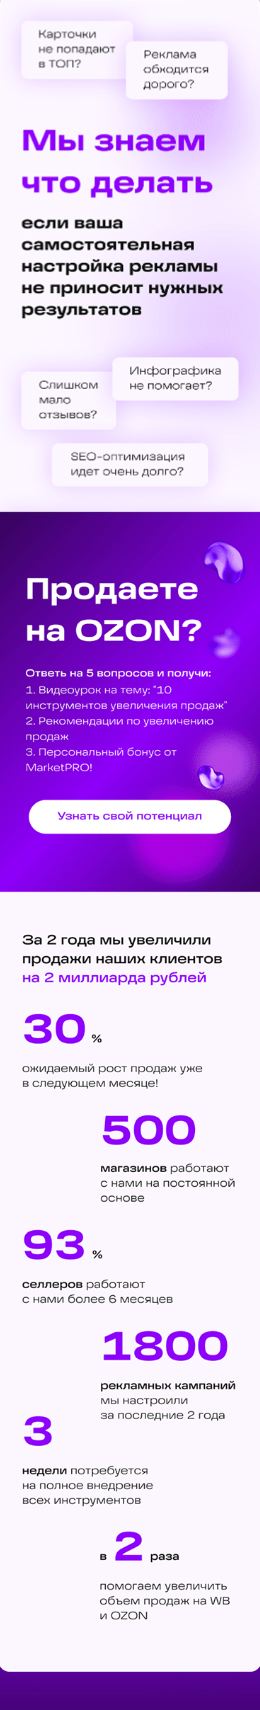 Карточки
не попадают
в ТОП?
Реклама
обходится
дорого?
Мы знаем
что делать
если ваша
самостоятельная
настройка рекламы
не приносит нужных
результатов
Инфографика
не помогает?
Слишком
мало
отзывов?
SEO-оптимизация
идет очень долго?
Продаете
на OZON?
Ответь на 5 вопросов и получи:
1. Видеоурок на тему: "10
инструментов увеличения продаж"
2. Рекомендации по увеличению
продаж
3. Персональный бонус от
MarketPRO!
Узнать свой потенциал
За 2 года мы увеличили
продажи наших клиентов
на 2 миллиарда рублей
30 %
ожидаемый рост продаж уже
в следующем месяце!
500
магазинов работают
с нами на постоянной
основе
93 %
селлеров работают
с нами более 6 месяцев
1800
рекламных кампаний
мы настроили
за последние 2 года
3
недели потребуется
на полное внедрение
всех инструментов
в 2 раза
помогаем увеличить
объем продаж на WB
и OZON